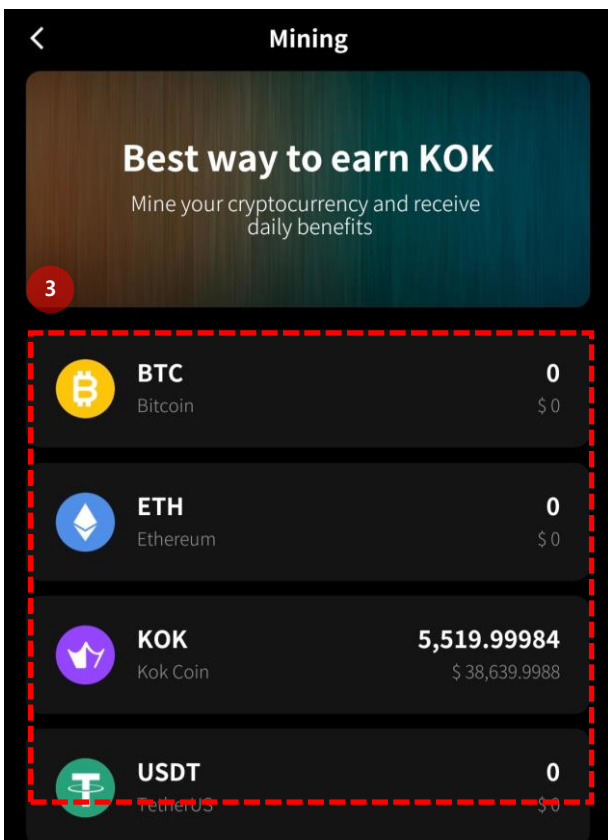 Mining
Best way to earn KOK
Mine your cryptocurrency and receive
daily benefits
3
BTC 0
Bitcoin $ 0
ETH 0
Ethereum $ 0
KOK 5,519.99984
Kok Coin $ 38,639.9988
USDT 0
TetherUS $ 0